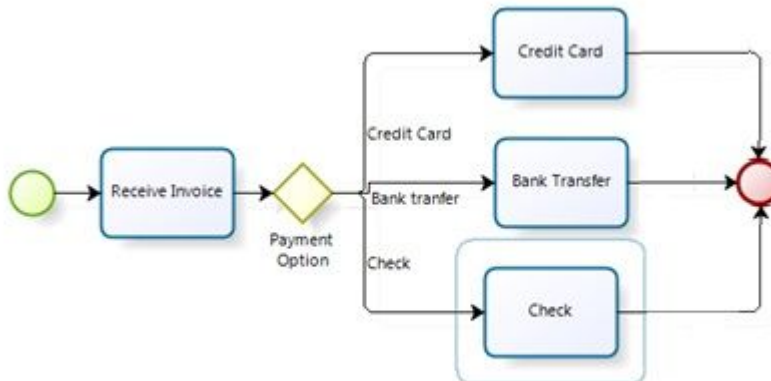 Credit Card
Credit Card
Receive Invoice
Bank tranfer
Bank Transfer
Payment
Option
Check
Check